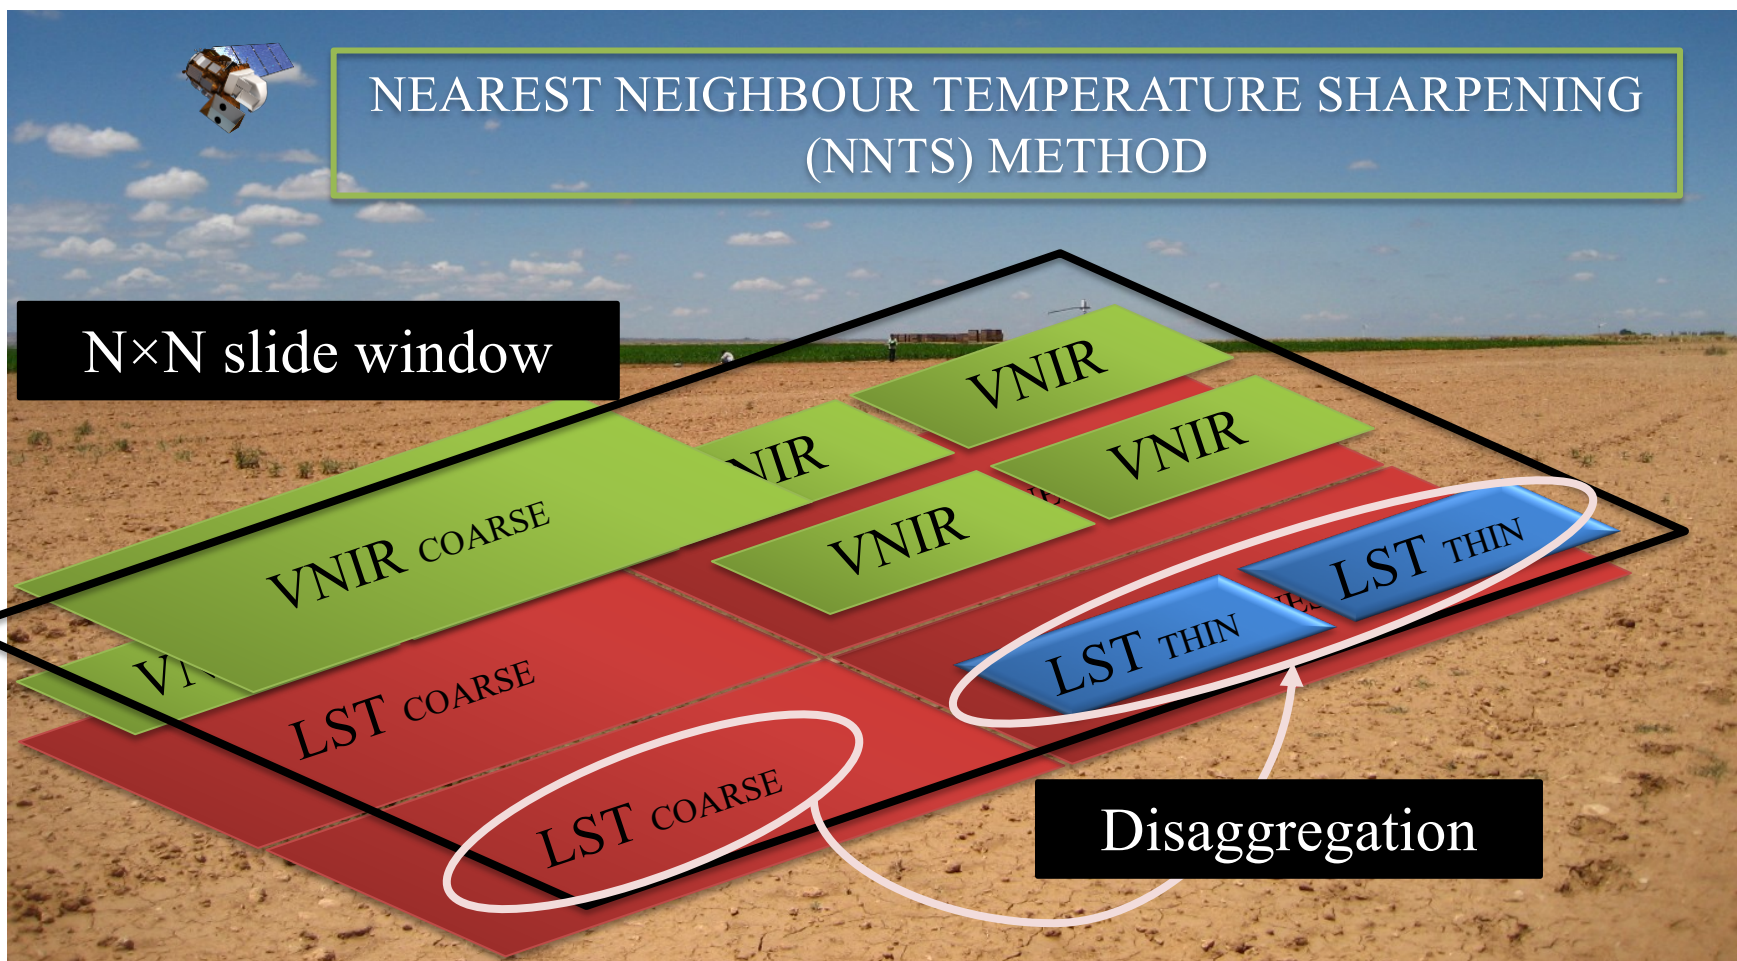 NEAREST NEIGHBOUR TEMPERATURE SHARPENING
(NNTS) METHOD
N×N slide window
VNIR
VNIR
VNIR COARSE
VNIR
LST THIN
LST THIN
LST COARSE
LST COARSE
Disaggregation